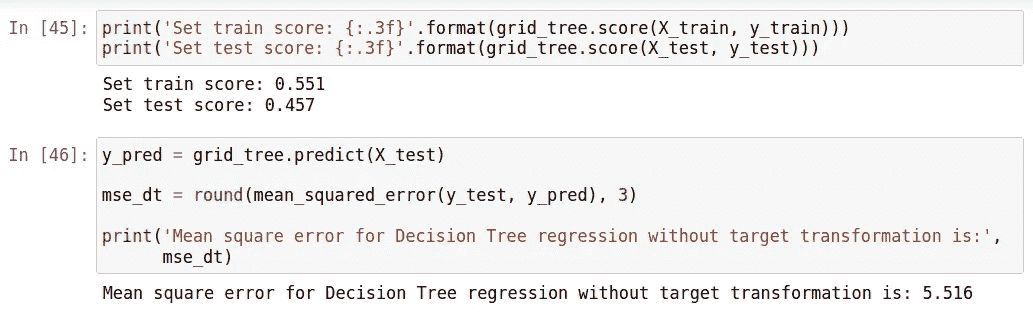 In [45]: print('Set train score: {:.3f}'.format(grid_tree.score(X_train, y_train)))
print('Set test score: {:.3f}'.format(grid_tree.score(X_test, y_test)))
Set train score: 0.551
Set test score: 0.457
In [46]: y_pred = grid_tree.predict(X_test)
mse_dt = round(mean_squared_error(y_test, y_pred), 3)
print('Mean square error for Decision Tree regression without target transformation is:',
mse_dt)
Mean square error for Decision Tree regression without target transformation is: 5.516